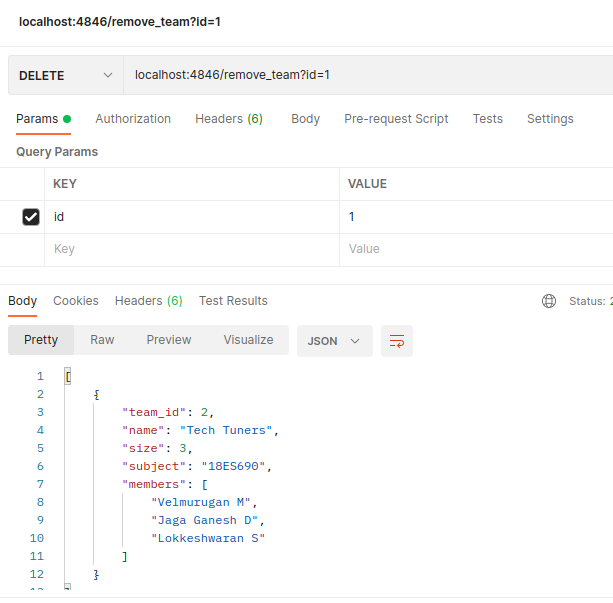 localhost:4846/remove_team?id=1
DELETE localhost:4846/remove_team?id=1
Params Authorization Headers (6) Body Pre-request Script Tests Settings
Query Params
KEY VALUE
id 1
Key Value
Body Cookies Headers (6) Test Results Status: 2
Pretty Raw Preview Visualize JSON
1 [
2 {
3 "team_id": 2,
4 "name": "Tech Tuners",
5 "size": 3,
6 "subject": "18ES690",
7 "members": [
8 "Velmurugan M",
9 "Jaga Ganesh D",
10 "Lokkeshwaran S"
11 ]
12 }